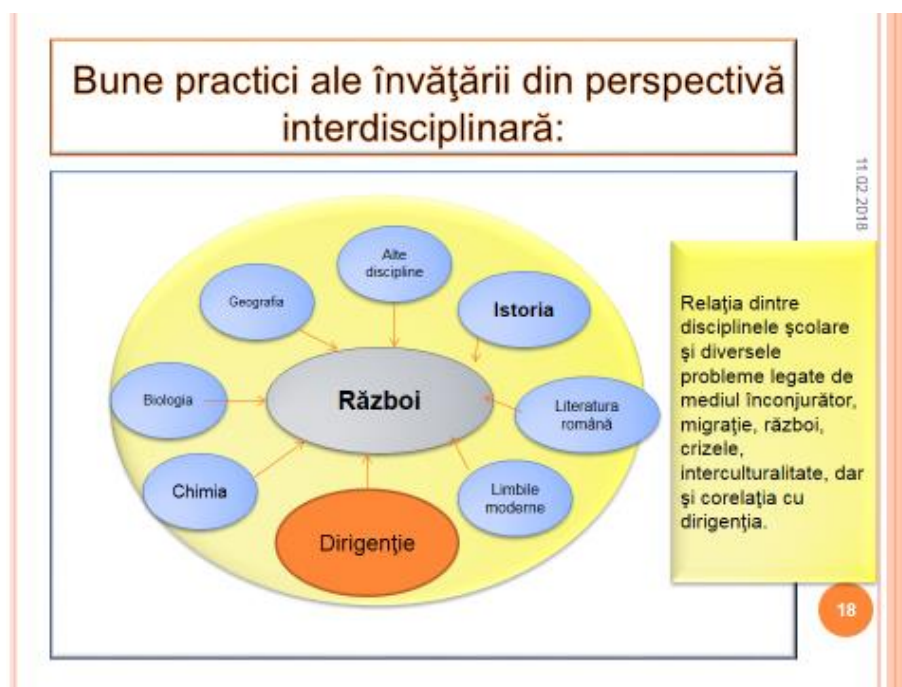 Bune practici ale învăţării din perspectivă
interdisciplinară:
11.02.2018
Alte
discipline
Geografia
Istoria
Biologia
Război
Literatura
română
Chimia
Limbile
moderne
Dirigenţie
Relaţia dintre
disciplinele şcolare
şi diversele
probleme legate de
mediul înconjurător,
migraţie, război,
crizele,
interculturalitate, dar
şi corelaţia cu
dirigenţia.
18